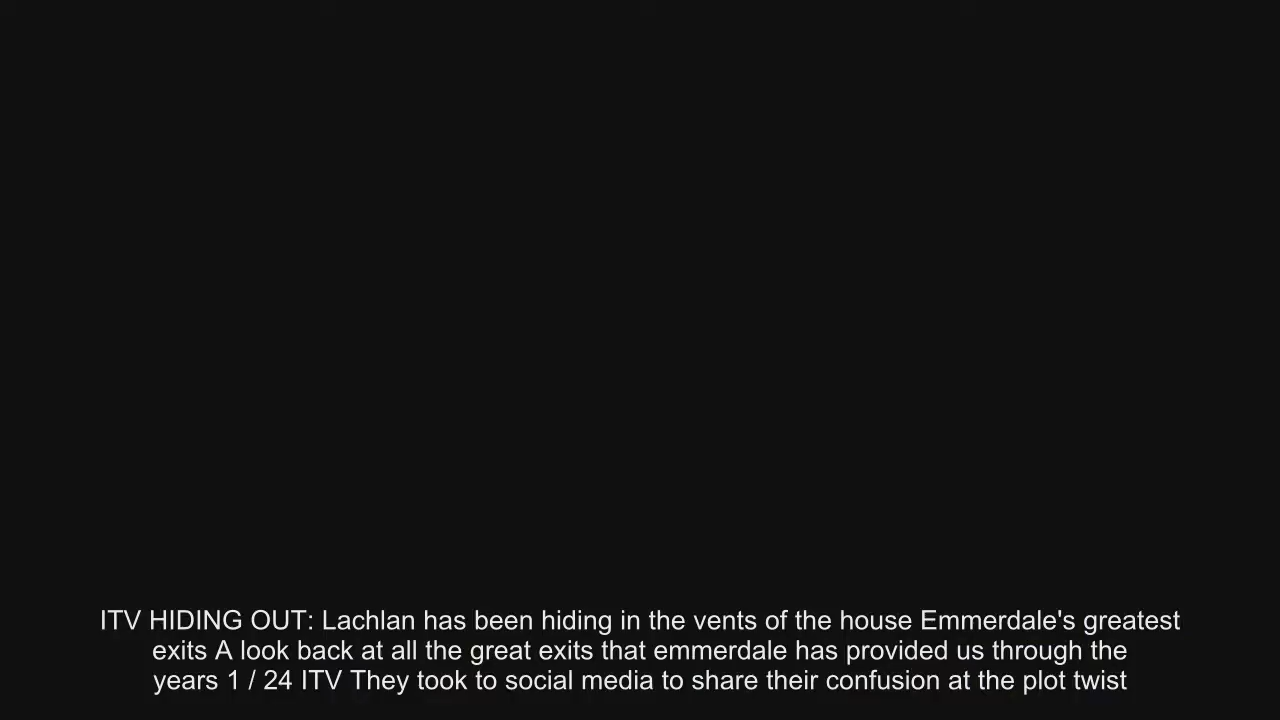 ITV HIDING OUT: Lachlan has been hiding in the vents of the house Emmerdale's greatest
exits A look back at all the great exits that emmerdale has provided us through the
years 1 / 24 ITV They took to social media to share their confusion at the plot twist